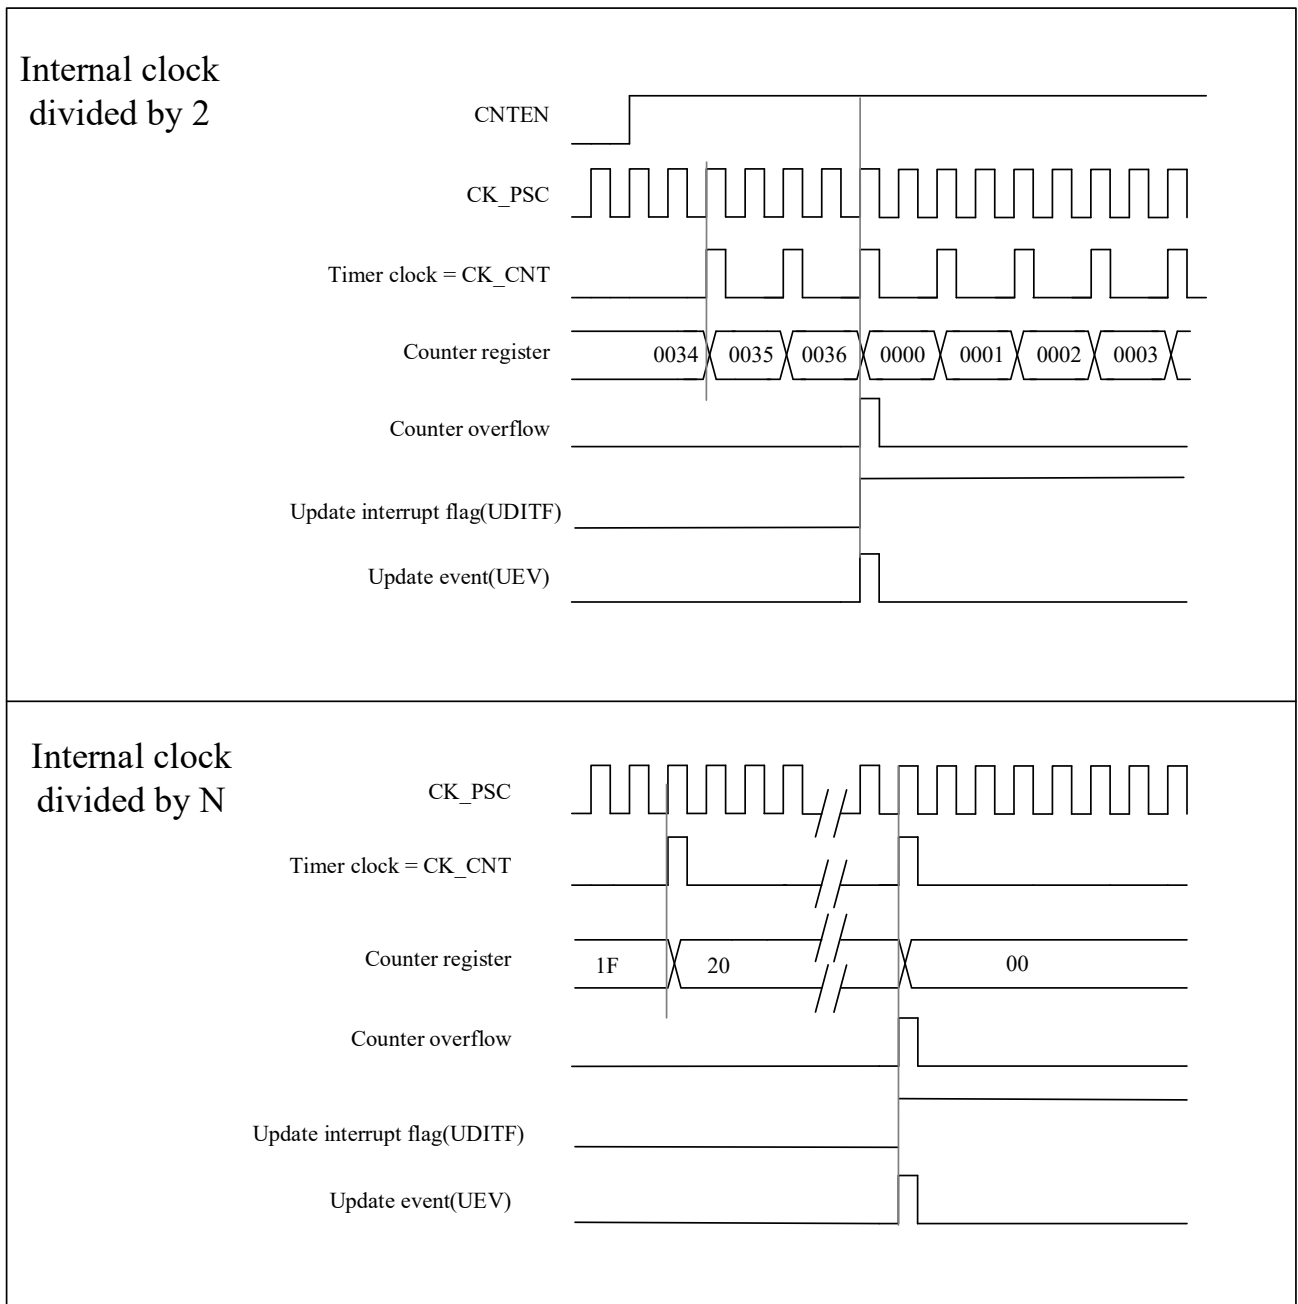 Internal clock
divided by 2
CNTEN
CK_PSC
Timer clock = CK_CNT
Counter register
0034 0035 0036 0000 0001 0002 0003
Counter overflow
Update interrupt flag(UDITF)
Update event(UEV)
Internal clock
divided by N
CK_PSC
Timer clock = CK_CNT
Counter register
1F 20 00
Counter overflow
Update interrupt flag(UDITF)
Update event(UEV)